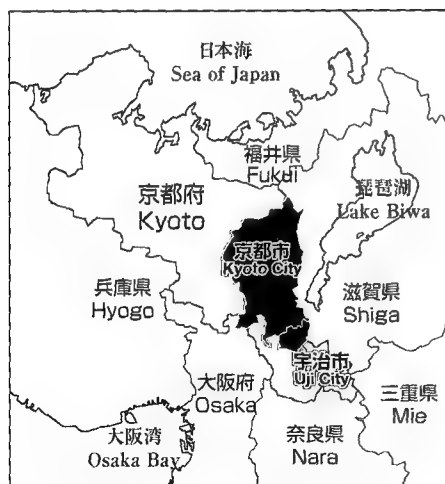 日本海
Sea of Japan
福井県
Fukui
京都府
Kyoto
琵琶湖
Lake Biwa
京都市
Kyoto City
兵庫県
Hyogo
滋賀県
Shiga
宇治市
Uji City
大阪府
Osaka
三重県
Mie
大阪湾
Osaka Bay
奈良県
Nara